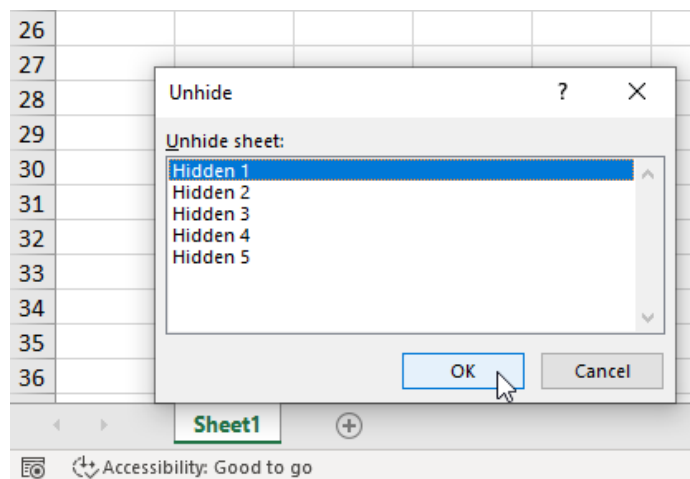 26
27
28
29
30
31
32
33
34
35
36
Unhide ?
Unhide sheet:
Hidden 1
Hidden 2
Hidden 3
Hidden 4
Hidden 5
OK Cancel
Sheet1
Accessibility: Good to go